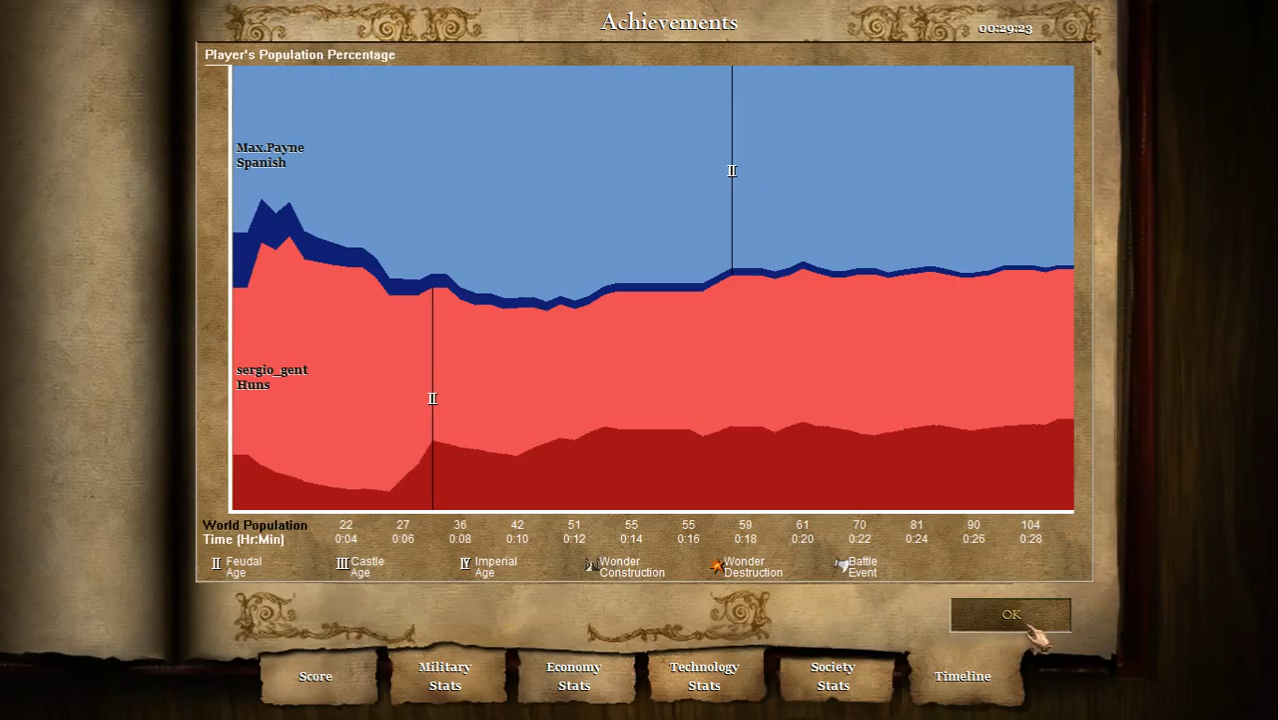 Achievements
00:29:23
Player's Population Percentage
Max.Payne
Spanish
II
sergio_gent
Huns
II
World Population 22 27 36 42 51 55 55 59 61 70 81 90 104
Time (Hr:Min) 0:04 0:06 0:08 0:10 0:12 0:14 0:16 0:18 0:20 0:22 0:24 0:26 0:28
II Feudal Age
III Castle Age
IV Imperial Age
Wonder Construction
Wonder Destruction
Battle Event
OK
Score
Military Stats
Economy Stats
Technology Stats
Society Stats
Timeline